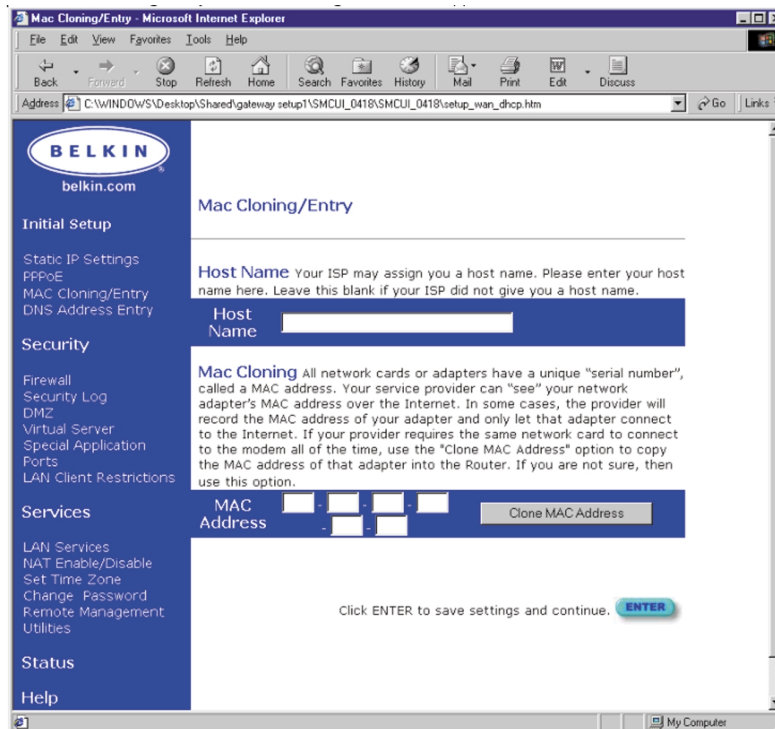 Mac Cloning/Entry - Microsoft Internet Explorer
File Edit View Favorites Tools Help
Back Forward Stop Refresh Home Search Favorites History Mail Print Edit Discuss
Address C:\WINDOWS\Desktop\Shared\gateway setup1\SMCUI_0418\SMCUI_0418\setup_wan_dhcp.htm Go Links
BELKIN
belkin.com
Initial Setup
Static IP Settings
PPPoE
MAC Cloning/Entry
DNS Address Entry
Security
Firewall
Security Log
DMZ
Virtual Server
Special Application
Ports
LAN Client Restrictions
Services
LAN Services
NAT Enable/Disable
Set Time Zone
Change Password
Remote Management
Utilities
Status
Help
Mac Cloning/Entry
Host Name Your ISP may assign you a host name. Please enter your host
name here. Leave this blank if your ISP did not give you a host name.
Host
Name
Mac Cloning All network cards or adapters have a unique “serial number”,
called a MAC address. Your service provider can “see” your network
adapter’s MAC address over the Internet. In some cases, the provider will
record the MAC address of your adapter and only let that adapter connect
to the Internet. If your provider requires the same network card to connect
to the modem all of the time, use the "Clone MAC Address" option to copy
the MAC address of that adapter into the Router. If you are not sure, then
use this option.
MAC - - -
Address - -
Clone MAC Address
Click ENTER to save settings and continue. ENTER
My Computer